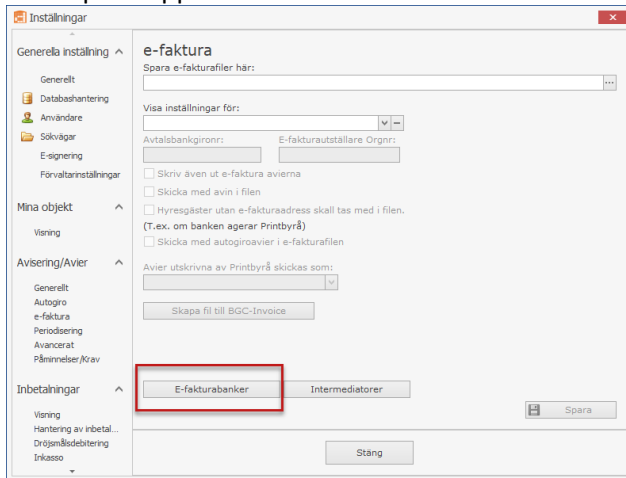 Inställningar
Generella inställning
Generellt
Databashantering
Användare
Sökvägar
E-signering
Förvaltarinställningar
Mina objekt
Visning
Avisering/Avier
Generellt
Autogiro
e-faktura
Periodisering
Avancerat
Påminnelser/Krav
Inbetalningar
Visning
Hantering av inbetal...
Dröjsmålsdebitering
Inkasso
e-faktura
Spara e-fakturafiler här:
Visa inställningar för:
Avtalsbankgironr: E-fakturautställare Orgnr:
Skriv även ut e-faktura avierna
Skicka med avin i filen
Hyresgäster utan e-fakturaadress skall tas med i filen.
(T.ex. om banken agerar Printbyrå)
Skicka med autogiroavier i e-fakturafilen
Avier utskrivna av Printbyrå skickas som:
Skapa fil till BGC-Invoice
E-fakturabanker Intermediatorer
Spara
Stäng